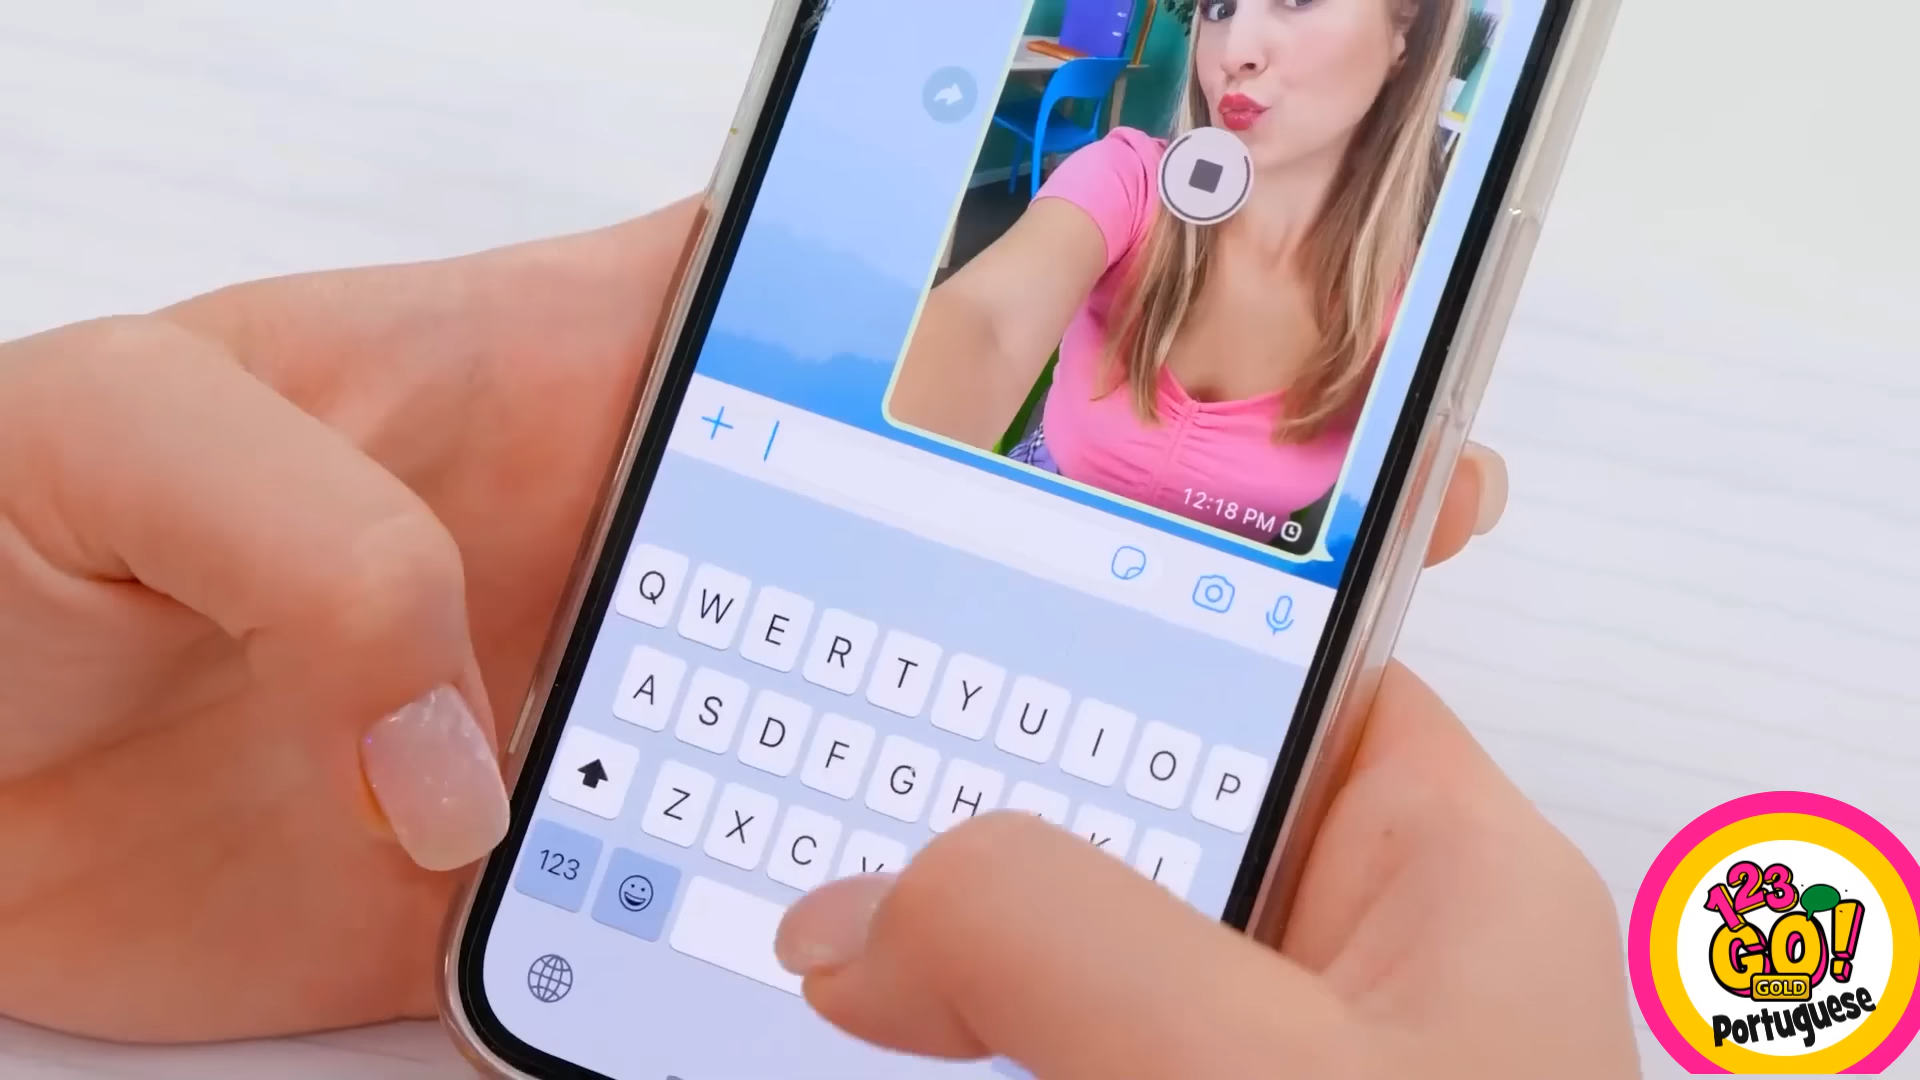 12:18 PM
Q W E R T Y U I O P
A S D F G H
Z X C V
123
123
GO!
GOLD
Portuguese